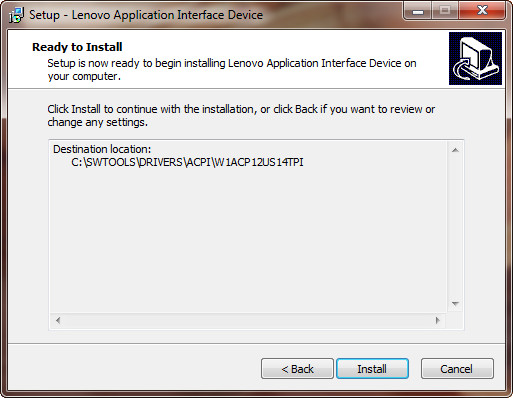 Setup - Lenovo Application Interface Device
Ready to Install
Setup is now ready to begin installing Lenovo Application Interface Device on
your computer.
Click Install to continue with the installation, or click Back if you want to review or
change any settings.
Destination location:
C:\SWTOOLS\DRIVERS\ACPI\W1ACP12US14TPI
< Back
Install
Cancel